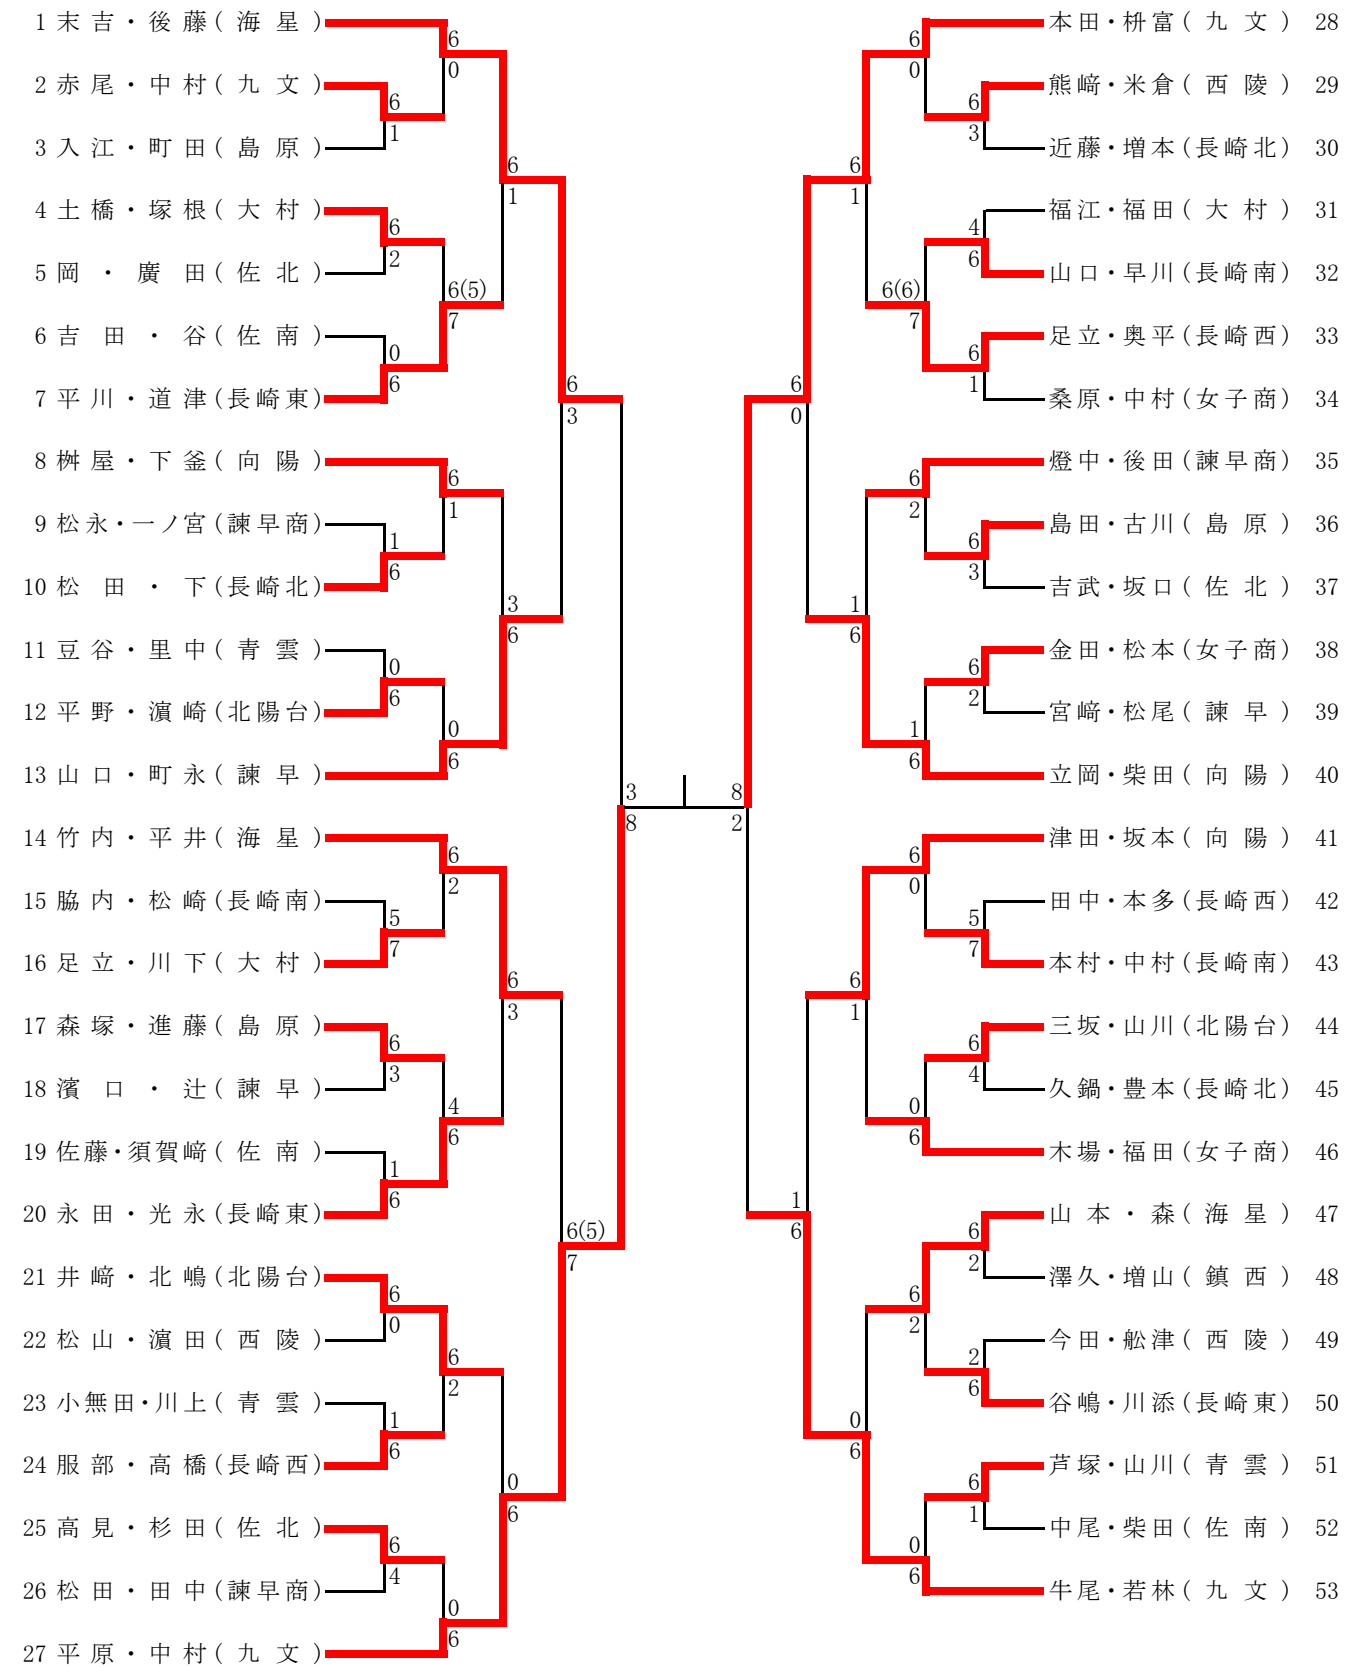 1 末吉・後藤(海星)
2 赤尾・中村(九文)
3 入江・町田(島原)
4 土橋・塚根(大村)
5 岡・廣田(佐北)
6 吉田・谷(佐南)
7 平川・道津(長崎東)
8 桝屋・下釜(向陽)
9 松永・一ノ宮(諫早商)
10 松田・下(長崎北)
11 豆谷・里中(青雲)
12 平野・濵崎(北陽台)
13 山口・町永(諫早)
14 竹内・平井(海星)
15 脇内・松崎(長崎南)
16 足立・川下(大村)
17 森塚・進藤(島原)
18 濱口・辻(諫早)
19 佐藤・須賀﨑(佐南)
20 永田・光永(長崎東)
21 井﨑・北嶋(北陽台)
22 松山・濵田(西陵)
23 小無田・川上(青雲)
24 服部・高橋(長崎西)
25 高見・杉田(佐北)
26 松田・田中(諫早商)
27 平原・中村(九文)
6
0
6
1
6
2
0
6
6(5)
7
6
1
6
1
1
6
0
6
0
6
3
6
6
3
6
2
5
7
6
3
1
6
4
6
6
3
6
0
1
6
6
2
6
4
0
6
0
6
6(5)
7
3
8
8
2
6
0
6
3
4
6
6
1
6(6)
7
6
1
6
2
6
3
6
2
1
6
1
6
6
0
6
0
5
7
6
4
0
6
6
1
6
2
2
6
6
2
6
1
0
6
0
6
1
6
本田・枡富(九文) 28
熊﨑・米倉(西陵) 29
近藤・増本(長崎北) 30
福江・福田(大村) 31
山口・早川(長崎南) 32
足立・奥平(長崎西) 33
桑原・中村(女子商) 34
燈中・後田(諫早商) 35
島田・古川(島原) 36
吉武・坂口(佐北) 37
金田・松本(女子商) 38
宮﨑・松尾(諫早) 39
立岡・柴田(向陽) 40
津田・坂本(向陽) 41
田中・本多(長崎西) 42
本村・中村(長崎南) 43
三坂・山川(北陽台) 44
久鍋・豊本(長崎北) 45
木場・福田(女子商) 46
山本・森(海星) 47
澤久・増山(鎮西) 48
今田・舩津(西陵) 49
谷嶋・川添(長崎東) 50
芦塚・山川(青雲) 51
中尾・柴田(佐南) 52
牛尾・若林(九文) 53